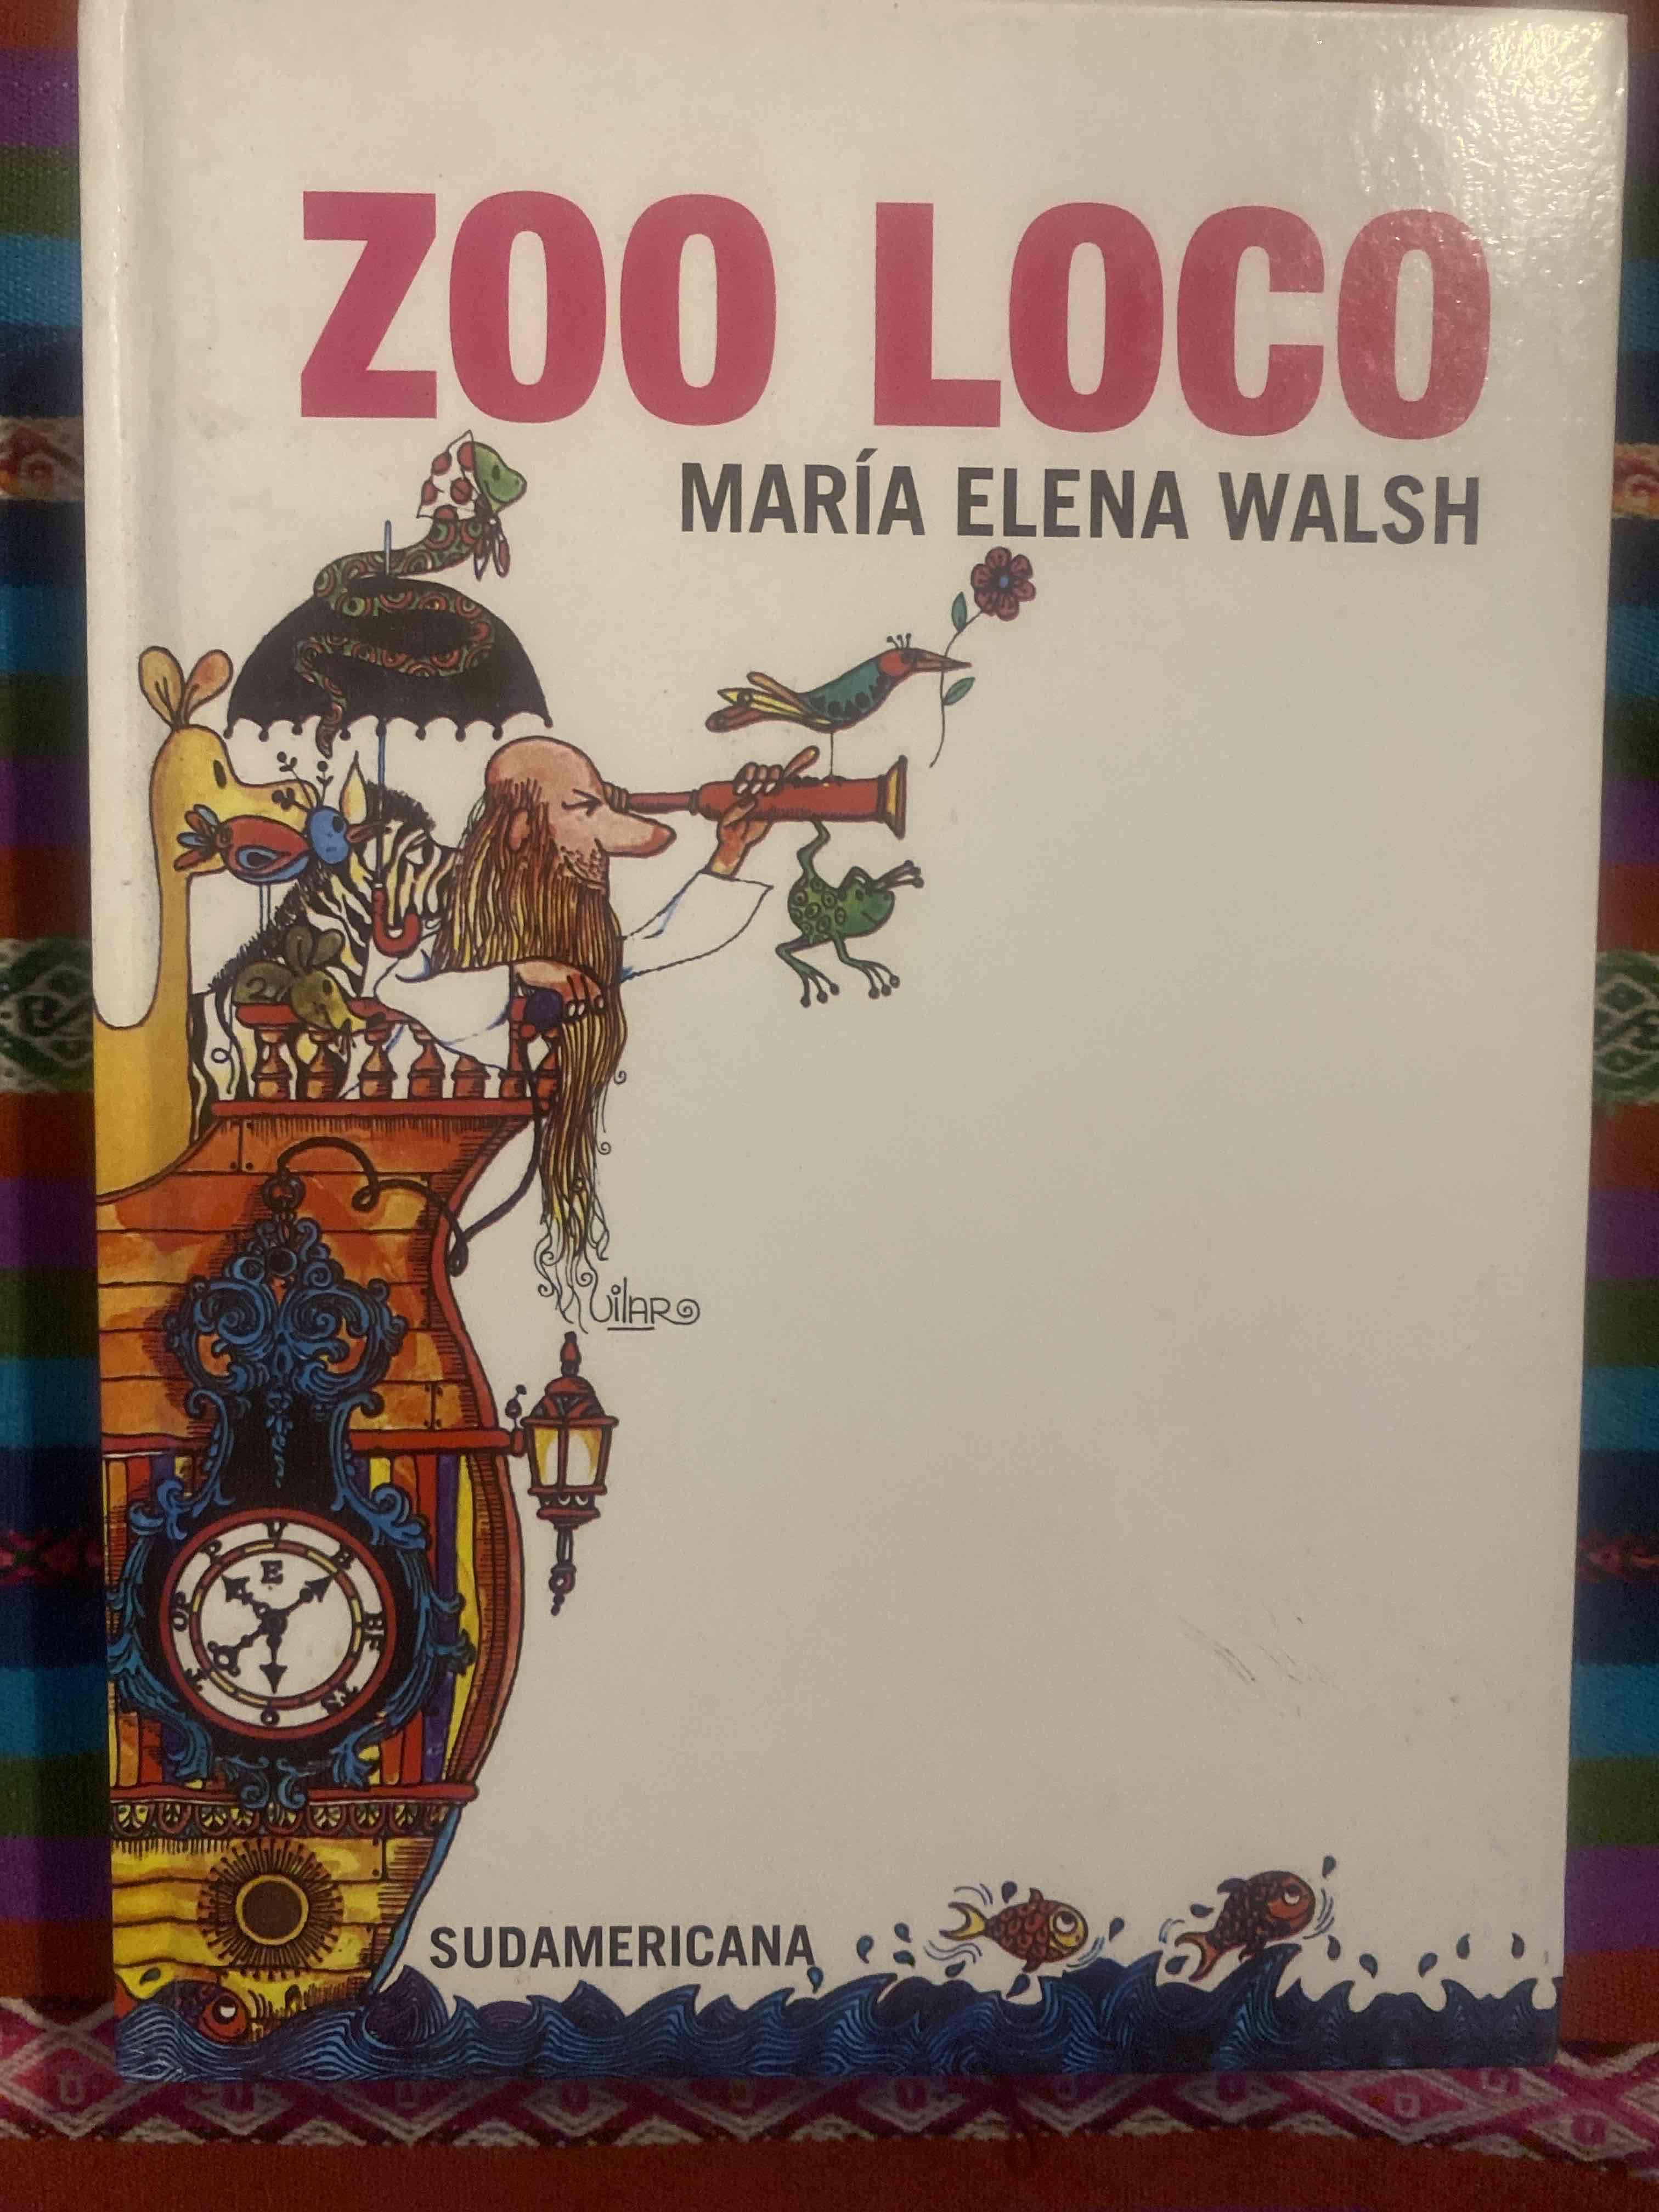 ZOO LOCO
MARÍA ELENA WALSH
VilAR
SUDAMERICANA